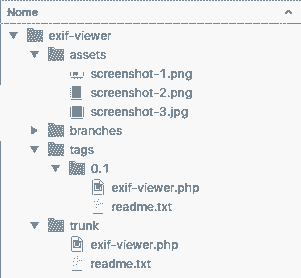 Nome
exif-viewer
assets
screenshot-1.png
screenshot-2.png
screenshot-3.jpg
branches
tags
0.1
exif-viewer.php
readme.txt
trunk
exif-viewer.php
readme.txt